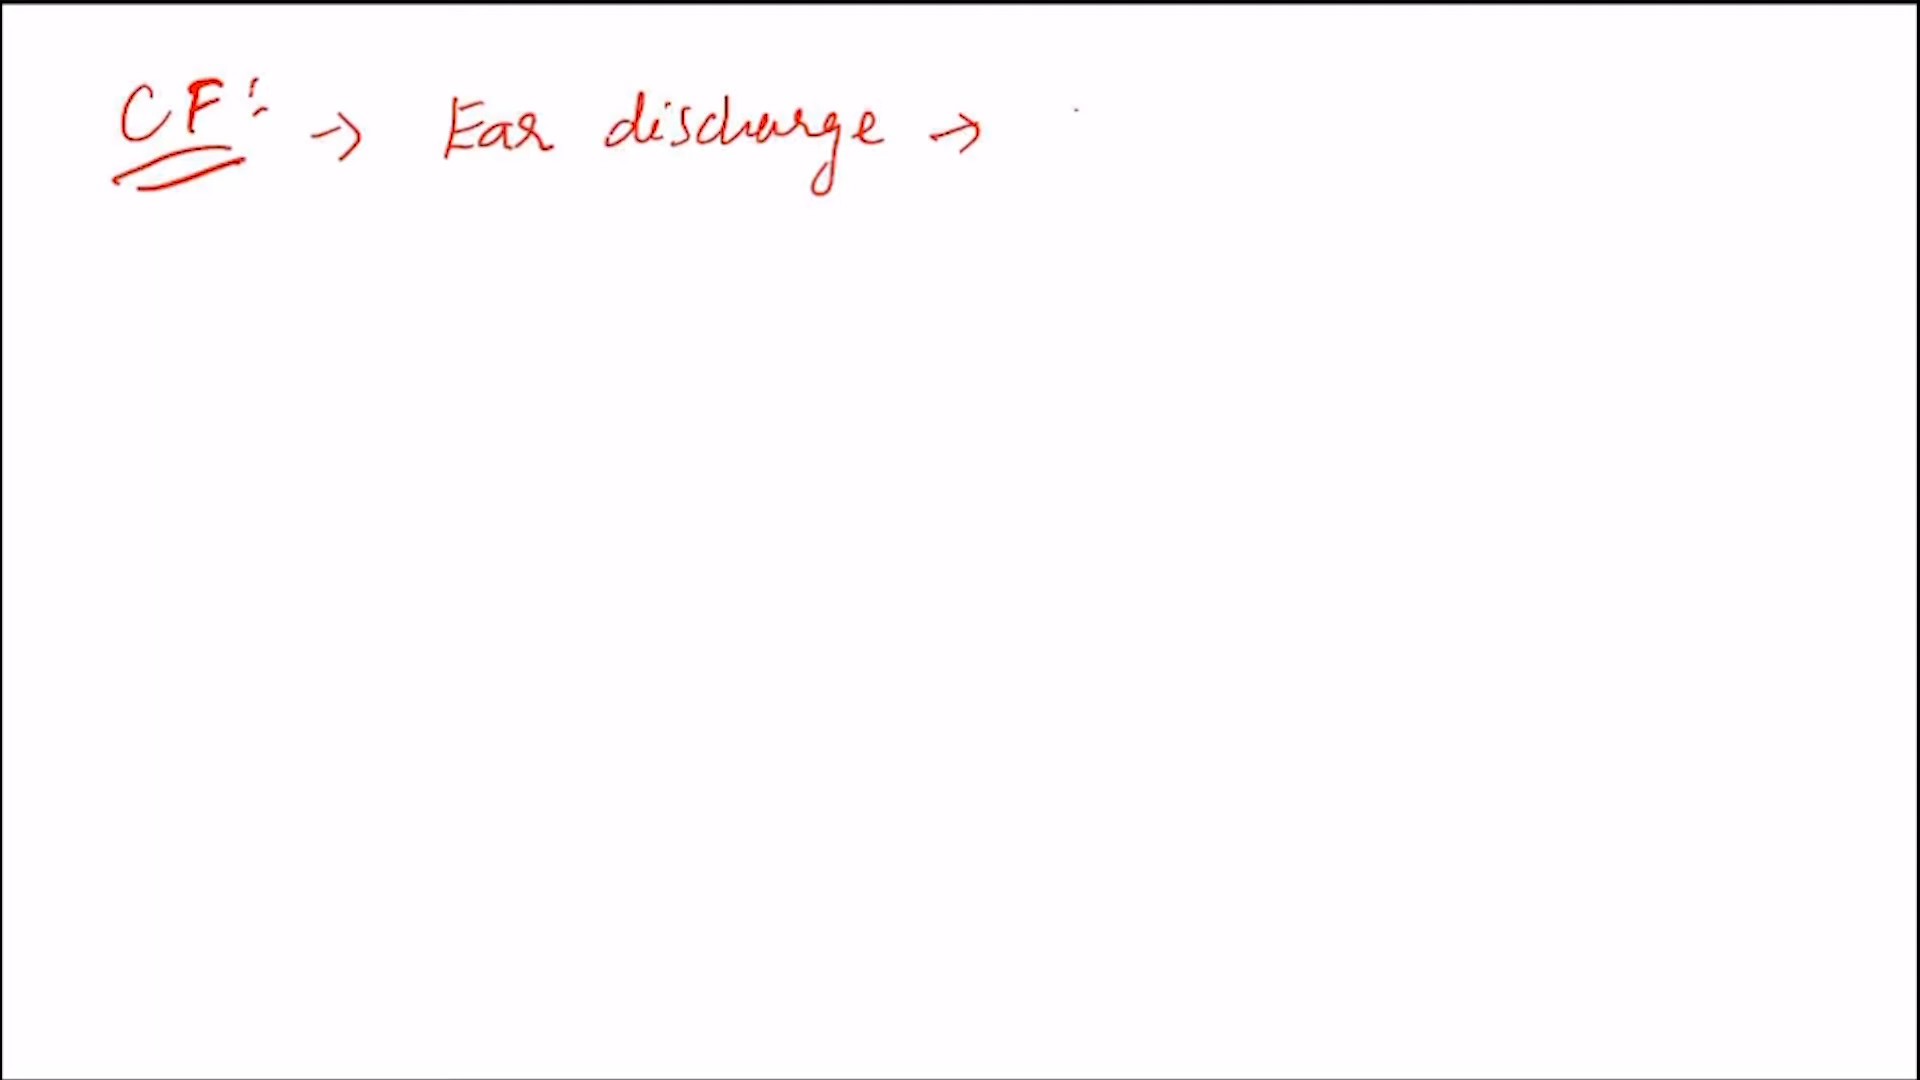 CF: → Ear discharge →